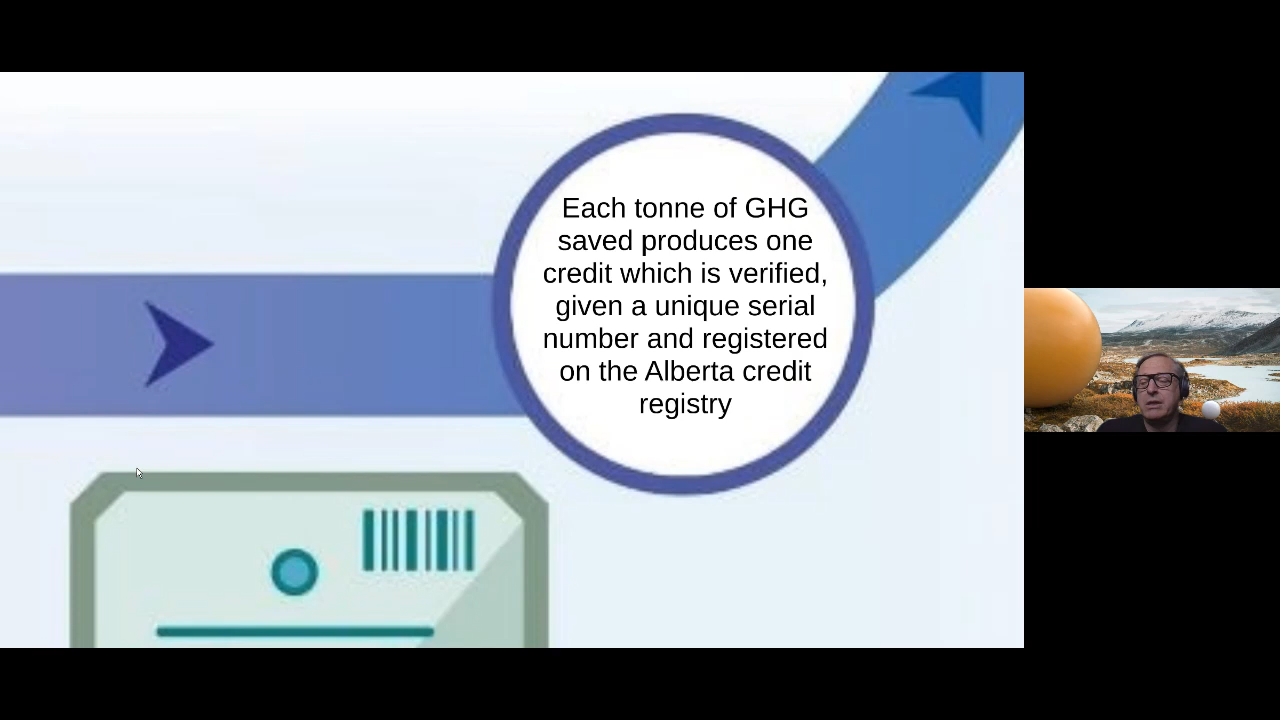 Each tonne of GHG
saved produces one
credit which is verified,
given a unique serial
number and registered
on the Alberta credit
registry